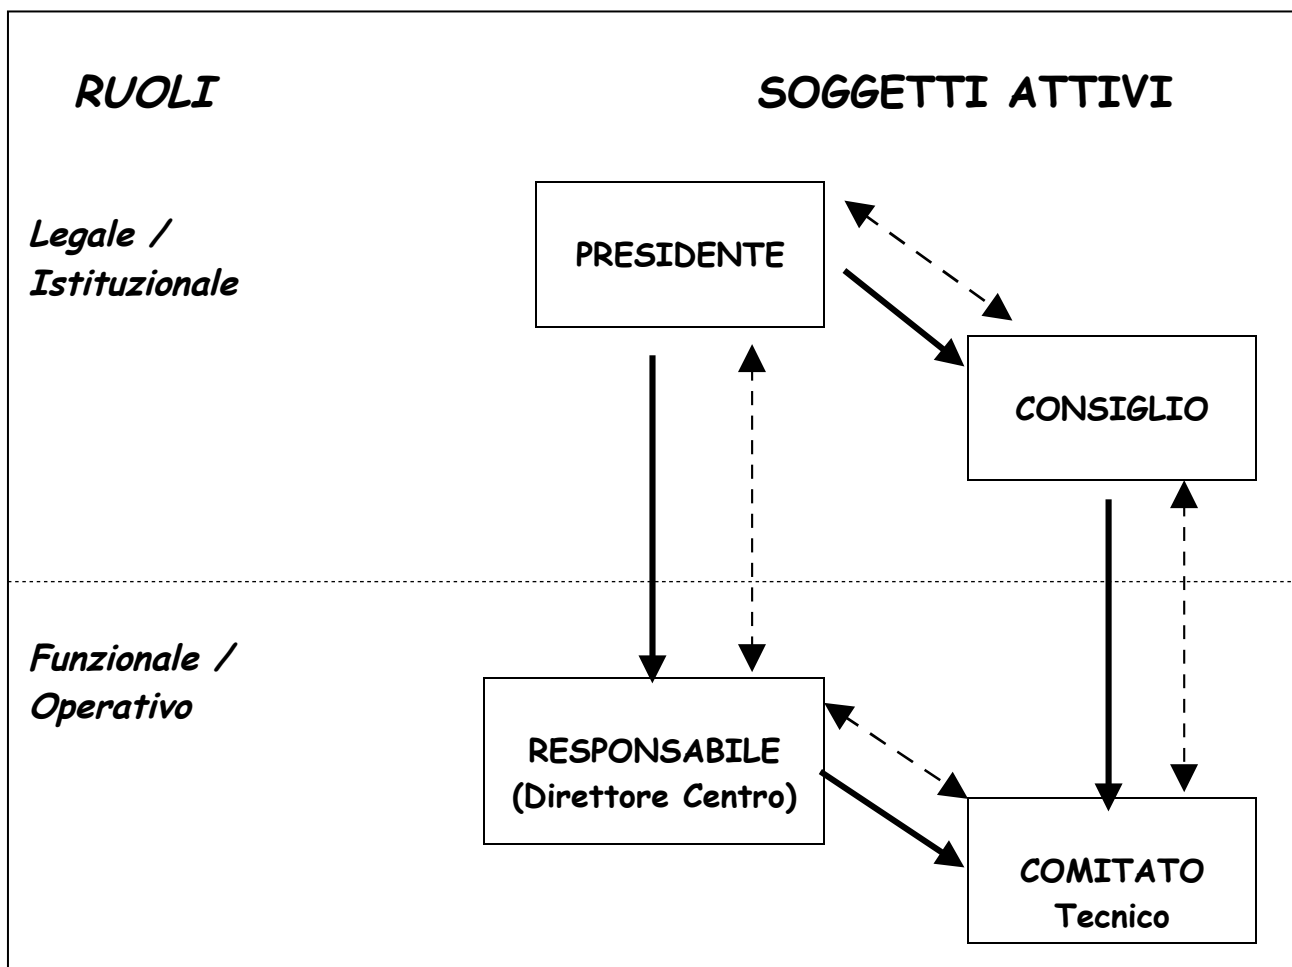 RUOLI
SOGGETTI ATTIVI
Legale /
Istituzionale
PRESIDENTE
CONSIGLIO
Funzionale /
Operativo
RESPONSABILE
(Direttore Centro)
COMITATO
Tecnico